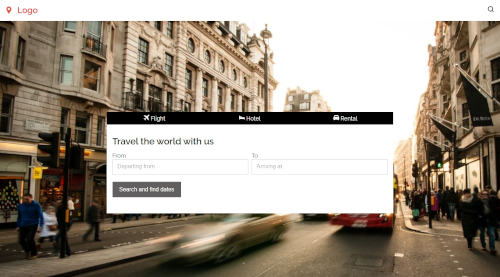 Logo
Flight Hotel Rental
Travel the world with us
From To
Departing from Arriving at
Search and find dates